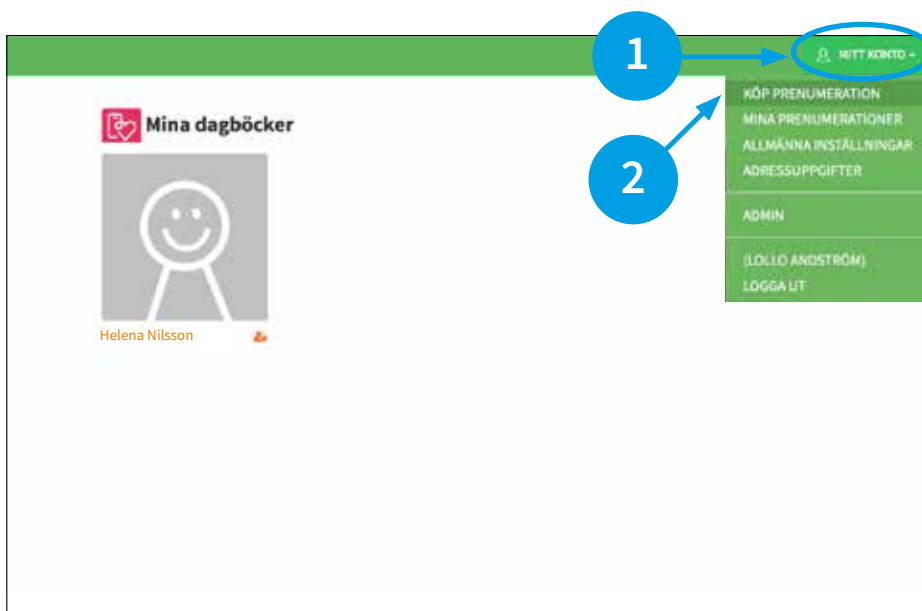 1
MITT KONTO
KÖP PRENUMERATION
Mina dagböcker
MINA PRENUMERATIONER
ALLMÄNNA INSTÄLLNINGAR
2
ADRESSUPPGIFTER
ADMIN
(LOLLO ANDSTRÖM)
LOGGA UT
Helena Nilsson